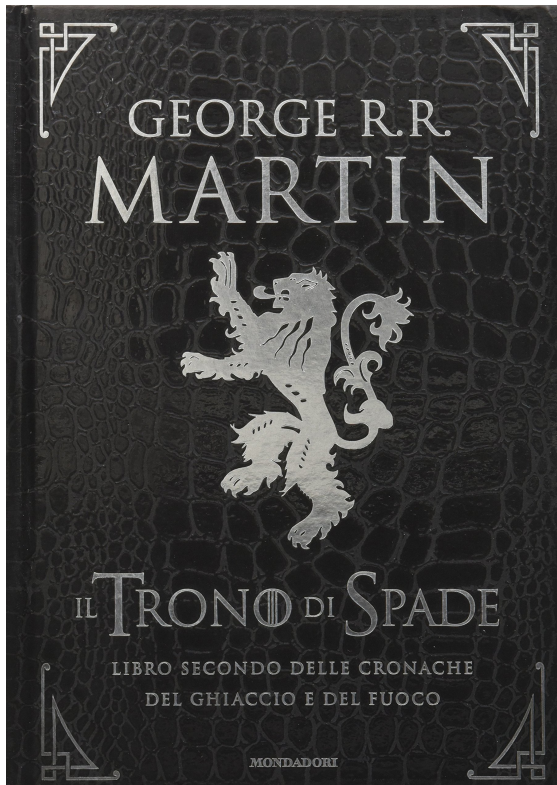 GEORGE R.R.
MARTIN
IL TRONO DI SPADE
LIBRO SECONDO DELLE CRONACHE
DEL GHIACCIO E DEL FUOCO
MONDADORI